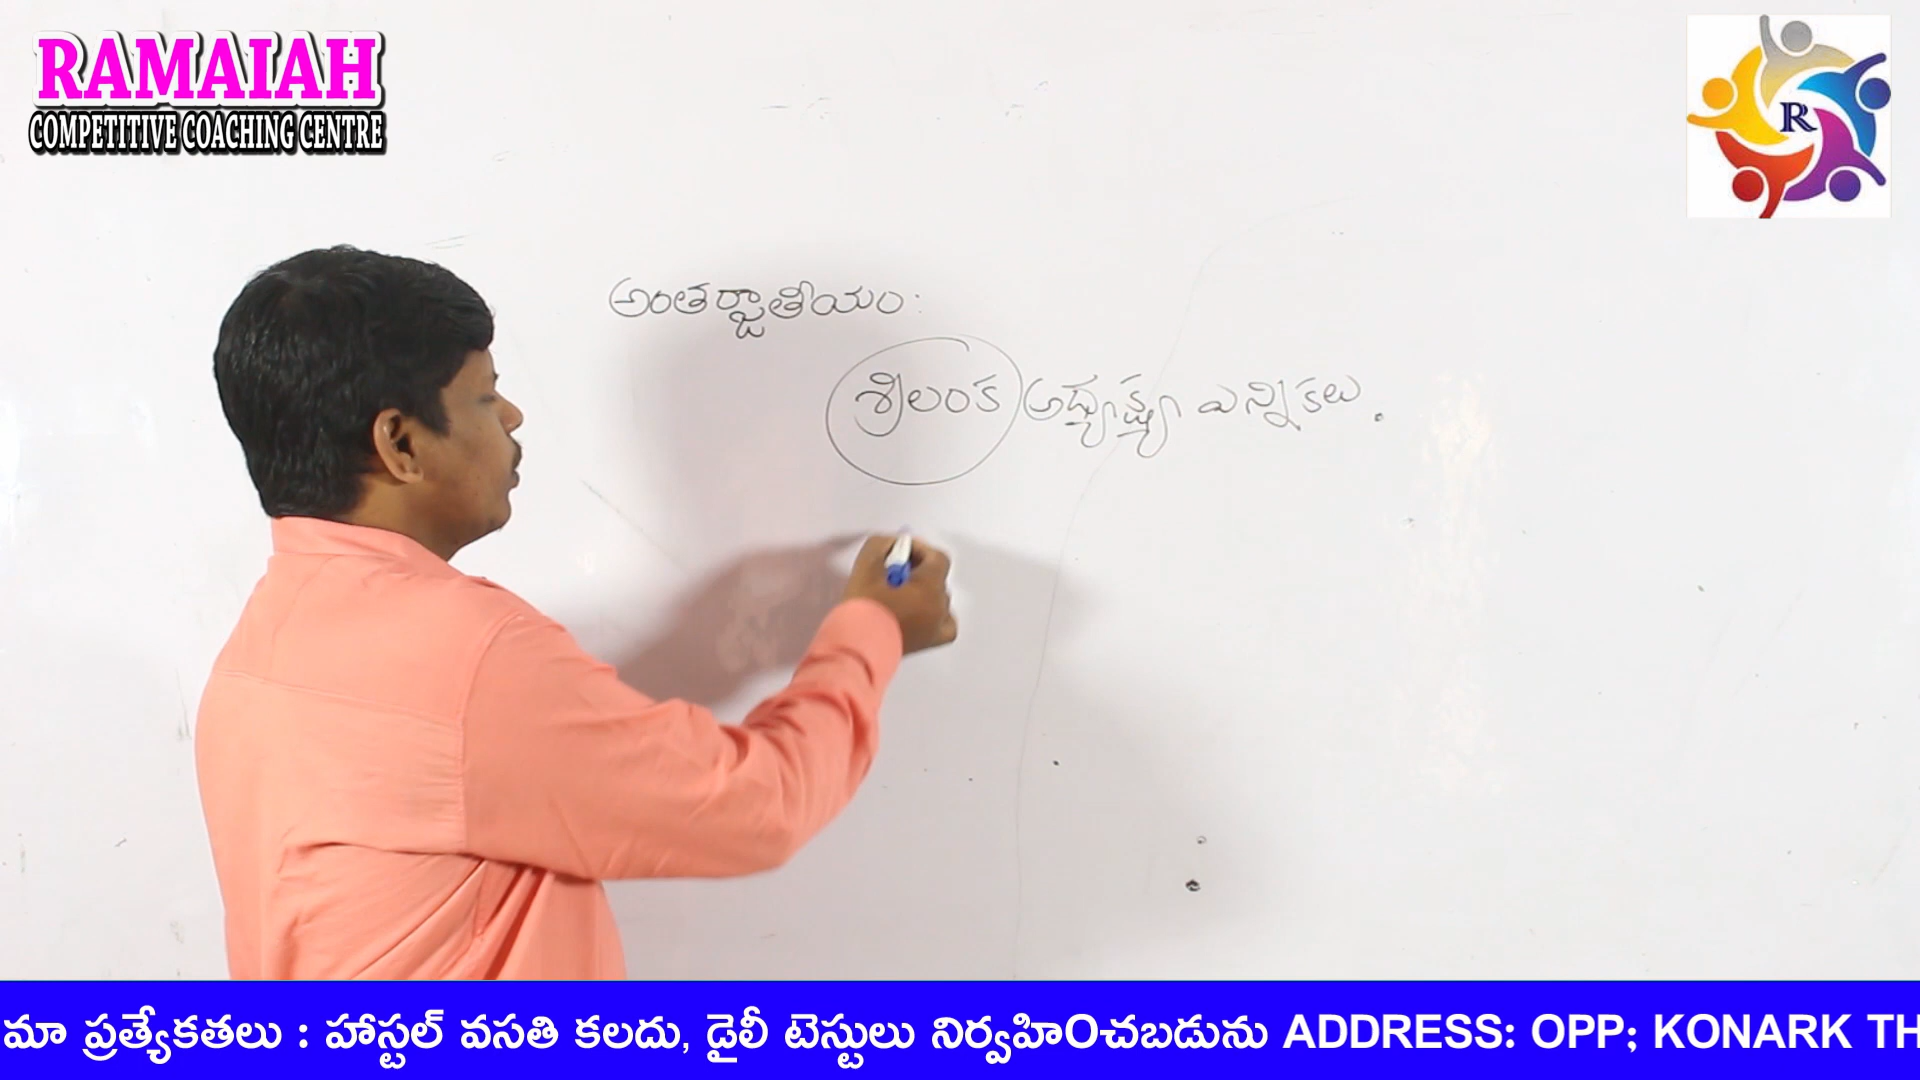 RAMAIAH
COMPETITIVE COACHING CENTRE
R
అంతర్జాతీయం:
శ్రీలంక అధ్యక్ష్య ఎన్నికలు.
మా ప్రత్యేకతలు : హాస్టల్ వసతి కలదు, డైలీ టెస్టులు నిర్వహించబడును ADDRESS: OPP; KONARK TH